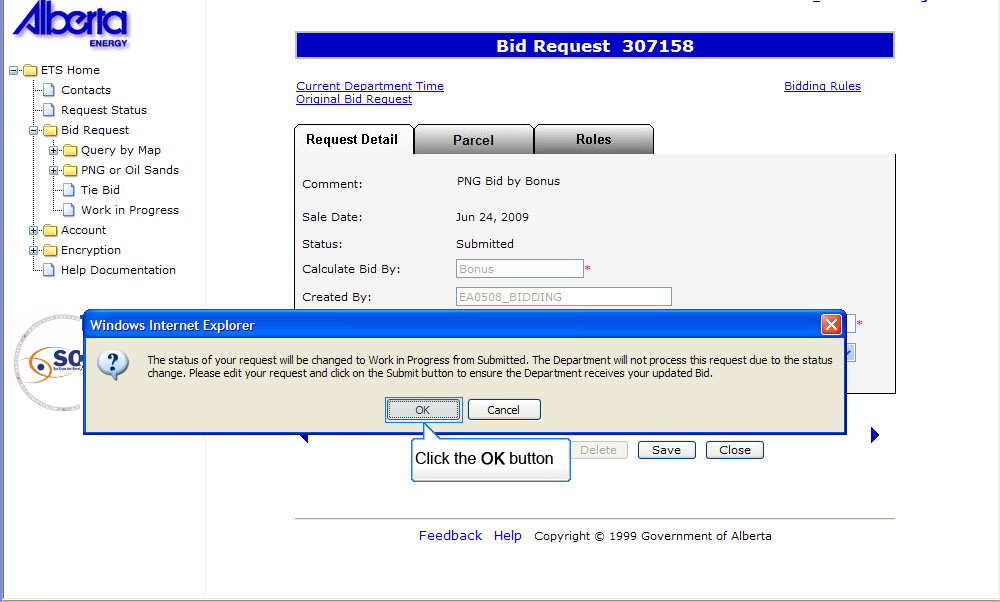 Alberta
ENERGY
ETS Home
Contacts
Request Status
Bid Request
Query by Map
PNG or Oil Sands
Tie Bid
Work in Progress
Account
Encryption
Help Documentation
Bid Request 307158
Current Department Time
Bidding Rules
Original Bid Request
Request Detail
Parcel
Roles
Comment:
PNG Bid by Bonus
Sale Date:
Jun 24, 2009
Status:
Submitted
Calculate Bid By:
Bonus
*
Created By:
EA0508_BIDDING
*
Windows Internet Explorer
The status of your request will be changed to Work in Progress from Submitted. The Department will not process this request due to the status
change. Please edit your request and click on the Submit button to ensure the Department receives your updated Bid.
OK
Cancel
Click the OK button
Delete
Save
Close
Feedback
Help
Copyright © 1999 Government of Alberta